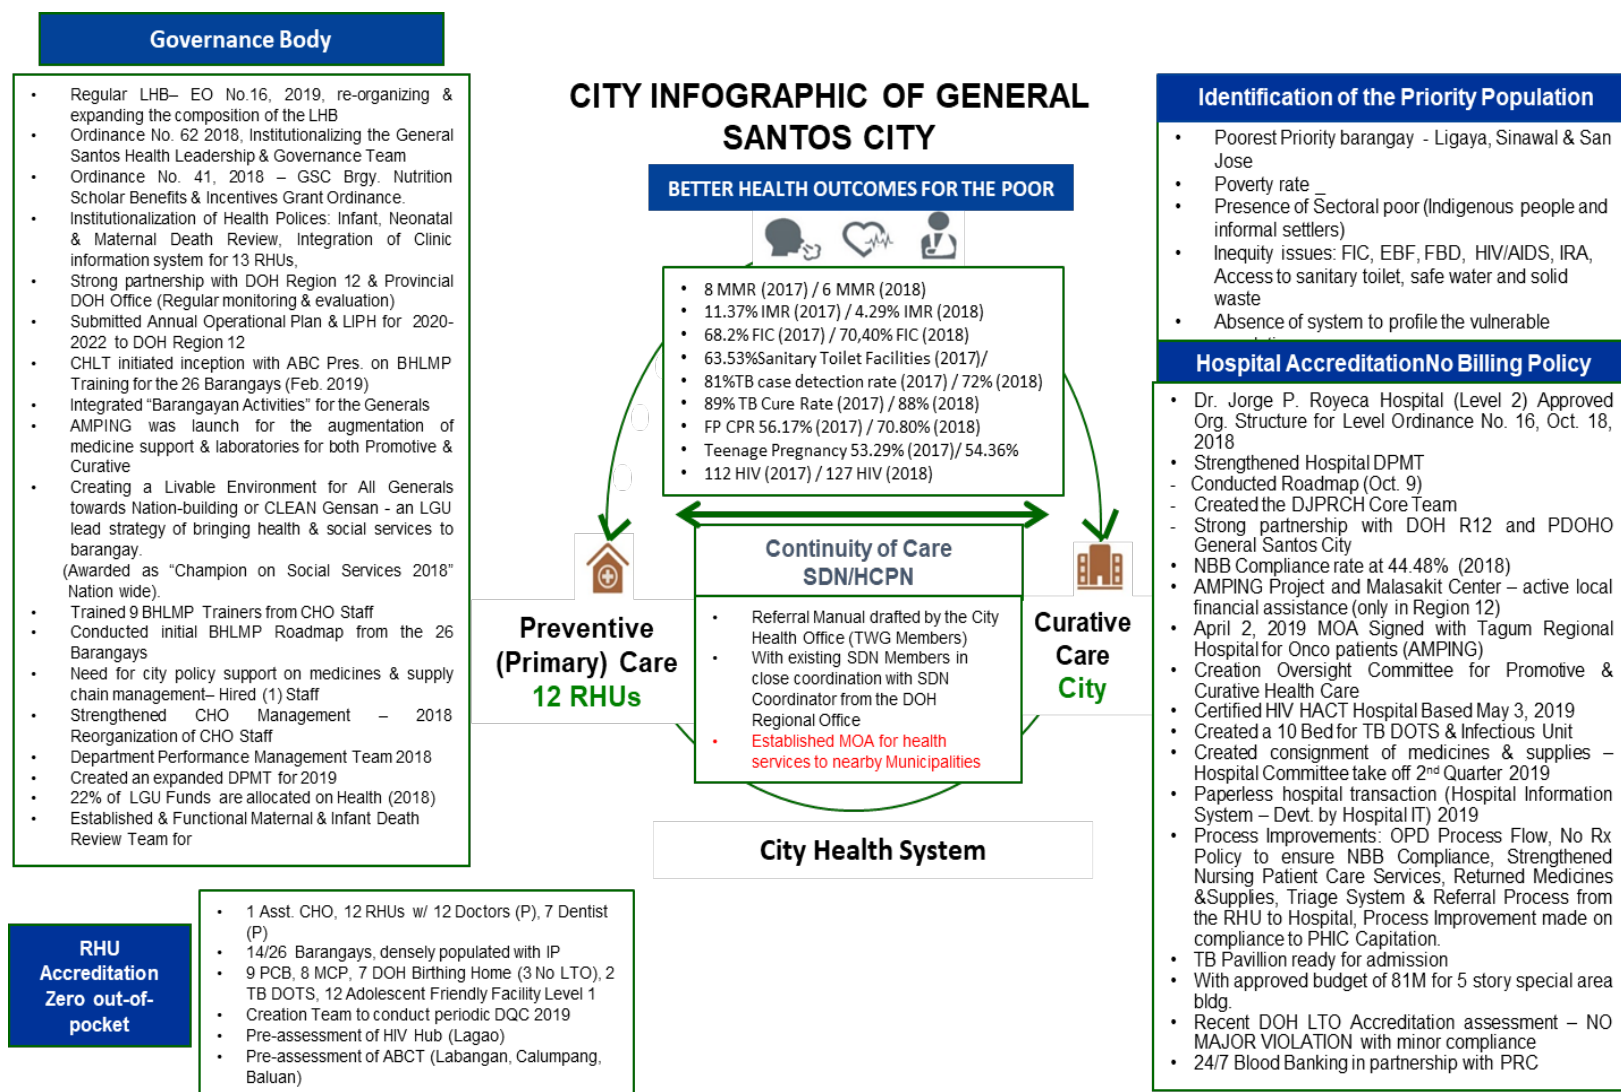 Governance Body
• Regular LHB– EO No.16, 2019, re-organizing &
expanding the composition of the LHB
• Ordinance No. 62 2018, Institutionalizing the General
Santos Health Leadership & Governance Team
• Ordinance No. 41, 2018 – GSC Brgy. Nutrition
Scholar Benefits & Incentives Grant Ordinance.
• Institutionalization of Health Polices: Infant, Neonatal
& Maternal Death Review, Integration of Clinic
information system for 13 RHUs,
• Strong partnership with DOH Region 12 & Provincial
DOH Office (Regular monitoring & evaluation)
• Submitted Annual Operational Plan & LIPH for 2020-
2022 to DOH Region 12
• CHLT initiated inception with ABC Pres. on BHLMP
Training for the 26 Barangays (Feb. 2019)
• Integrated “Barangayan Activities” for the Generals
• AMPING was launch for the augmentation of
medicine support & laboratories for both Promotive &
Curative
• Creating a Livable Environment for All Generals
towards Nation-building or CLEAN Gensan - an LGU
lead strategy of bringing health & social services to
barangay.
(Awarded as “Champion on Social Services 2018”
Nation wide).
• Trained 9 BHLMP Trainers from CHO Staff
• Conducted initial BHLMP Roadmap from the 26
Barangays
• Need for city policy support on medicines & supply
chain management– Hired (1) Staff
• Strengthened CHO Management – 2018
Reorganization of CHO Staff
• Department Performance Management Team 2018
• Created an expanded DPMT for 2019
• 22% of LGU Funds are allocated on Health (2018)
• Established & Functional Maternal & Infant Death
Review Team for
RHU
Accreditation
Zero out-of-
pocket
• 1 Asst. CHO, 12 RHUs w/ 12 Doctors (P), 7 Dentist
(P)
• 14/26 Barangays, densely populated with IP
• 9 PCB, 8 MCP, 7 DOH Birthing Home (3 No LTO), 2
TB DOTS, 12 Adolescent Friendly Facility Level 1
• Creation Team to conduct periodic DQC 2019
• Pre-assessment of HIV Hub (Lagao)
• Pre-assessment of ABCT (Labangan, Calumpang,
Baluan)
CITY INFOGRAPHIC OF GENERAL
SANTOS CITY
BETTER HEALTH OUTCOMES FOR THE POOR
• 8 MMR (2017) / 6 MMR (2018)
• 11.37% IMR (2017) / 4.29% IMR (2018)
• 68.2% FIC (2017) / 70,40% FIC (2018)
• 63.53%Sanitary Toilet Facilities (2017)/
• 81%TB case detection rate (2017) / 72% (2018)
• 89% TB Cure Rate (2017) / 88% (2018)
• FP CPR 56.17% (2017) / 70.80% (2018)
• Teenage Pregnancy 53.29% (2017)/ 54.36%
• 112 HIV (2017) / 127 HIV (2018)
Preventive
(Primary) Care
12 RHUs
Continuity of Care
SDN/HCPN
• Referral Manual drafted by the City
Health Office (TWG Members)
• With existing SDN Members in
close coordination with SDN
Coordinator from the DOH
Regional Office
• Established MOA for health
services to nearby Municipalities
Curative
Care
City
City Health System
Identification of the Priority Population
• Poorest Priority barangay - Ligaya, Sinawal & San
Jose
• Poverty rate _
• Presence of Sectoral poor (Indigenous people and
informal settlers)
• Inequity issues: FIC, EBF, FBD, HIV/AIDS, IRA,
Access to sanitary toilet, safe water and solid
waste
• Absence of system to profile the vulnerable
Hospital AccreditationNo Billing Policy
• Dr. Jorge P. Royeca Hospital (Level 2) Approved
Org. Structure for Level Ordinance No. 16, Oct. 18,
2018
• Strengthened Hospital DPMT
- Conducted Roadmap (Oct. 9)
- Created the DJPRCH Core Team
- Strong partnership with DOH R12 and PDOHO
General Santos City
• NBB Compliance rate at 44.48% (2018)
• AMPING Project and Malasakit Center – active local
financial assistance (only in Region 12)
• April 2, 2019 MOA Signed with Tagum Regional
Hospital for Onco patients (AMPING)
• Creation Oversight Committee for Promotive &
Curative Health Care
• Certified HIV HACT Hospital Based May 3, 2019
• Created a 10 Bed for TB DOTS & Infectious Unit
• Created consignment of medicines & supplies –
Hospital Committee take off 2nd Quarter 2019
• Paperless hospital transaction (Hospital Information
System – Devt. by Hospital IT) 2019
• Process Improvements: OPD Process Flow, No Rx
Policy to ensure NBB Compliance, Strengthened
Nursing Patient Care Services, Returned Medicines
&Supplies, Triage System & Referral Process from
the RHU to Hospital, Process Improvement made on
compliance to PHIC Capitation.
• TB Pavillion ready for admission
• With approved budget of 81M for 5 story special area
bldg.
• Recent DOH LTO Accreditation assessment – NO
MAJOR VIOLATION with minor compliance
• 24/7 Blood Banking in partnership with PRC